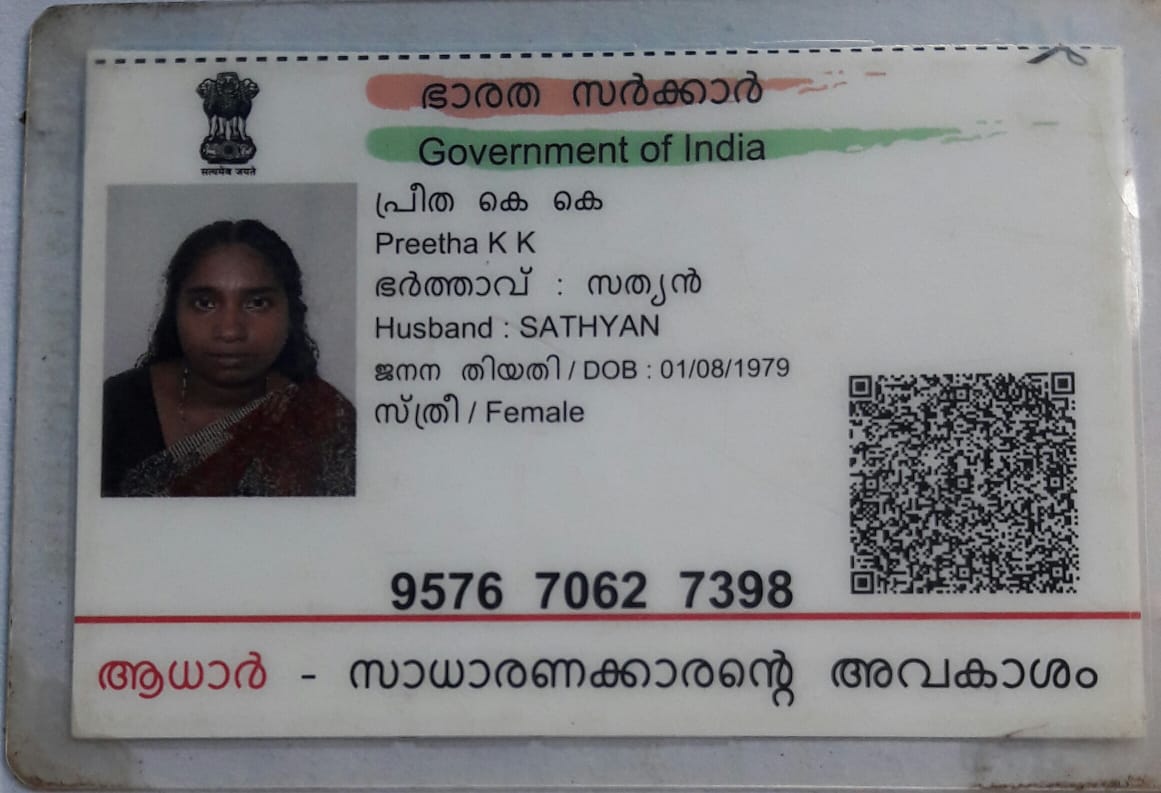 ഭാരത സർക്കാർ
Government of India
सत्यमेव जयते
പ്രീത കെ കെ
Preetha K K
ഭർത്താവ് : സത്യൻ
Husband : SATHYAN
ജനന തിയതി / DOB : 01/08/1979
സ്ത്രീ / Female
9576 7062 7398
ആധാർ - സാധാരണക്കാരന്റെ അവകാശം